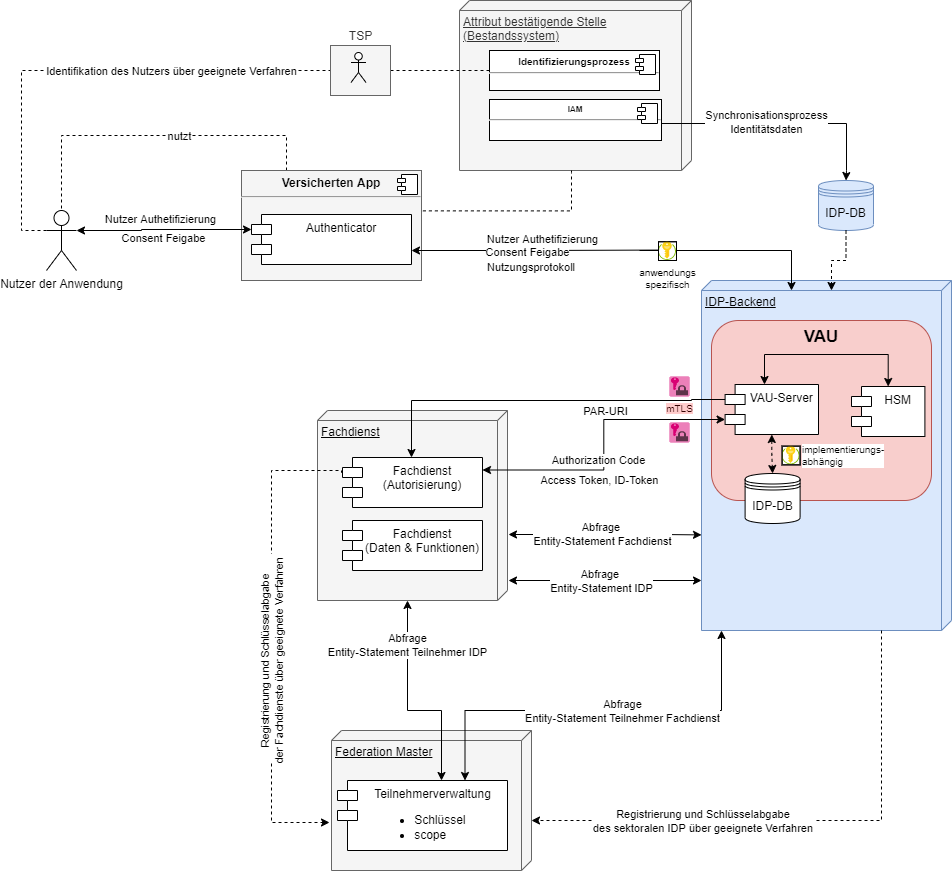 Attribut bestätigende Stelle
(Bestandssystem)
TSP
Identifizierungsprozess
Identifikation des Nutzers über geeignete Verfahren
IAM
Synchronisationsprozess
Identitätsdaten
nutzt
Versicherten App
IDP-DB
Nutzer Authetifizierung
Consent Feigabe
Authenticator
Nutzer Authetifizierung
Consent Feigabe
Nutzungsprotokoll
anwendungs
spezifisch
Nutzer der Anwendung
IDP-Backend
VAU
VAU-Server
HSM
PAR-URI
mTLS
Fachdienst
implementierungs-
abhängig
Authorization Code
Access Token, ID-Token
Fachdienst
(Autorisierung)
IDP-DB
Fachdienst
(Daten & Funktionen)
Abfrage
Entity-Statement Fachdienst
Abfrage
Entity-Statement IDP
Registrierung und Schlüsselabgabe
der Fachdienste über geeignete Verfahren
Abfrage
Entity-Statement Teilnehmer IDP
Abfrage
Entity-Statement Teilnehmer Fachdienst
Federation Master
Teilnehmerverwaltung
• Schlüssel
• scope
Registrierung und Schlüsselabgabe
des sektoralen IDP über geeignete Verfahren